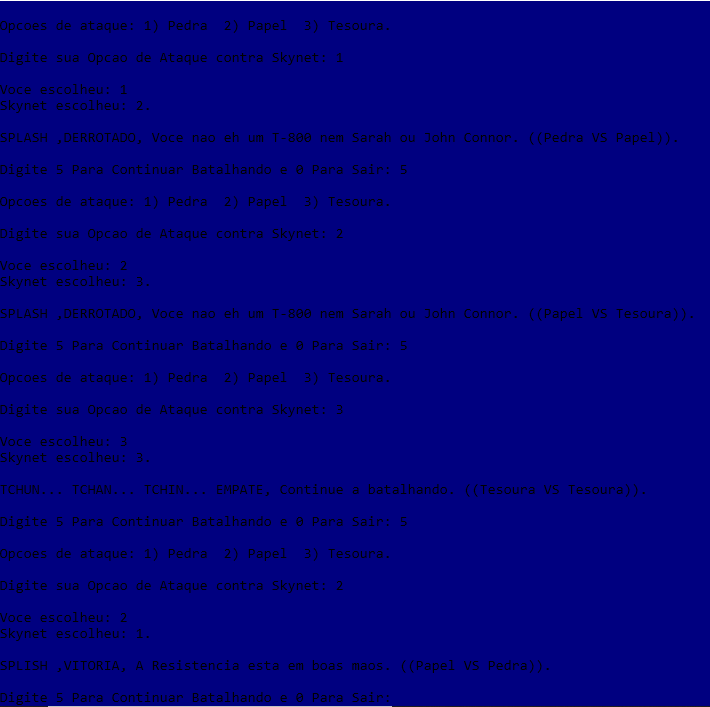 Opcoes de ataque: 1) Pedra 2) Papel 3) Tesoura.
Digite sua Opcao de Ataque contra Skynet: 1
Voce escolheu: 1
Skynet escolheu: 2.
SPLASH ,DERROTADO, Voce nao eh um T-800 nem Sarah ou John Connor. ((Pedra VS Papel)).
Digite S Para Continuar Batalhando e 0 Para Sair: S
Opcoes de ataque: 1) Pedra 2) Papel 3) Tesoura.
Digite sua Opcao de Ataque contra Skynet: 2
Voce escolheu: 2
Skynet escolheu: 3.
SPLASH ,DERROTADO, Voce nao eh um T-800 nem Sarah ou John Connor. ((Papel VS Tesoura)).
Digite S Para Continuar Batalhando e 0 Para Sair: S
Opcoes de ataque: 1) Pedra 2) Papel 3) Tesoura.
Digite sua Opcao de Ataque contra Skynet: 3
Voce escolheu: 3
Skynet escolheu: 3.
TCHUN... TCHAN... TCHIN... EMPATE, Continue a batalhando. ((Tesoura VS Tesoura)).
Digite S Para Continuar Batalhando e 0 Para Sair: S
Opcoes de ataque: 1) Pedra 2) Papel 3) Tesoura.
Digite sua Opcao de Ataque contra Skynet: 2
Voce escolheu: 2
Skynet escolheu: 1.
SPLISH ,VITORIA, A Resistencia esta em boas maos. ((Papel VS Pedra)).
Digite S Para Continuar Batalhando e 0 Para Sair: